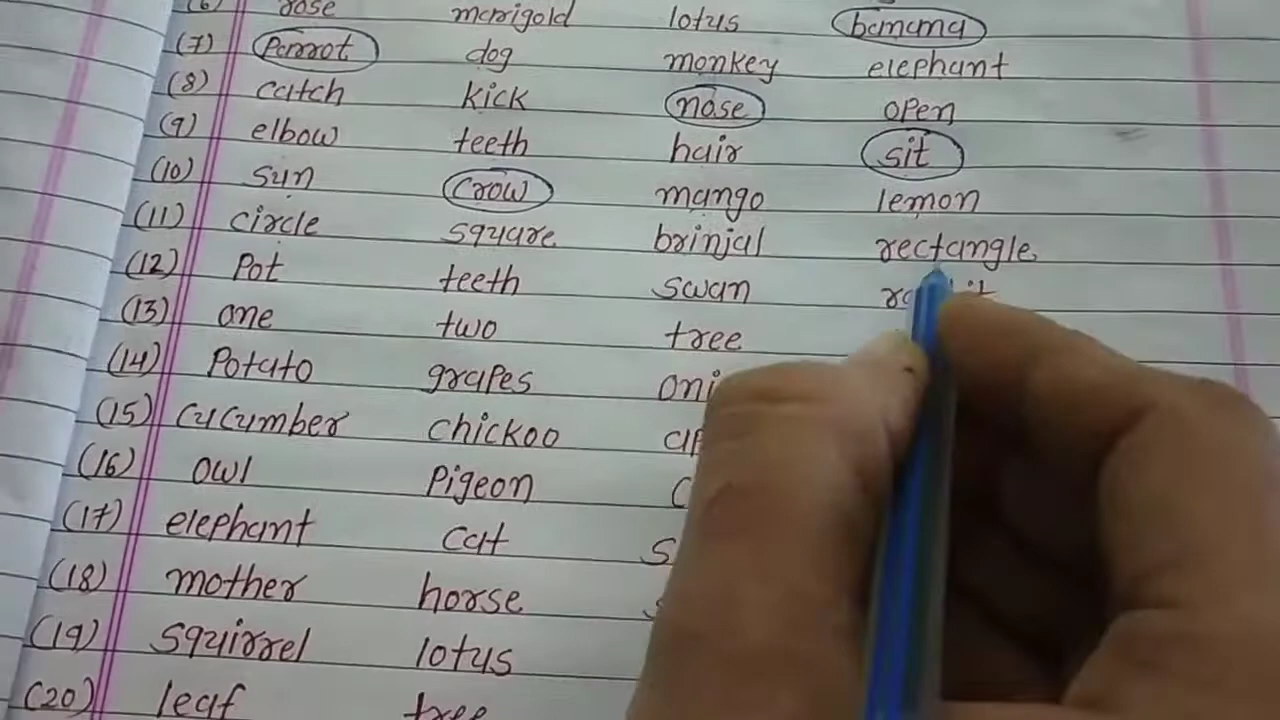 (6) rose marigold lotus banana
(7) Parrot dog monkey elephant
(8) catch kick nose open
(9) elbow teeth hair sit
(10) sun crow mango lemon
(11) circle square brinjal rectangle
(12) Pot teeth swan
(13) one two tree
(14) Potato grapes
(15) cucumber chickoo
(16) owl Pigeon
(17) elephant cat
(18) mother horse
(19) squirrel lotus
(20) leaf tree